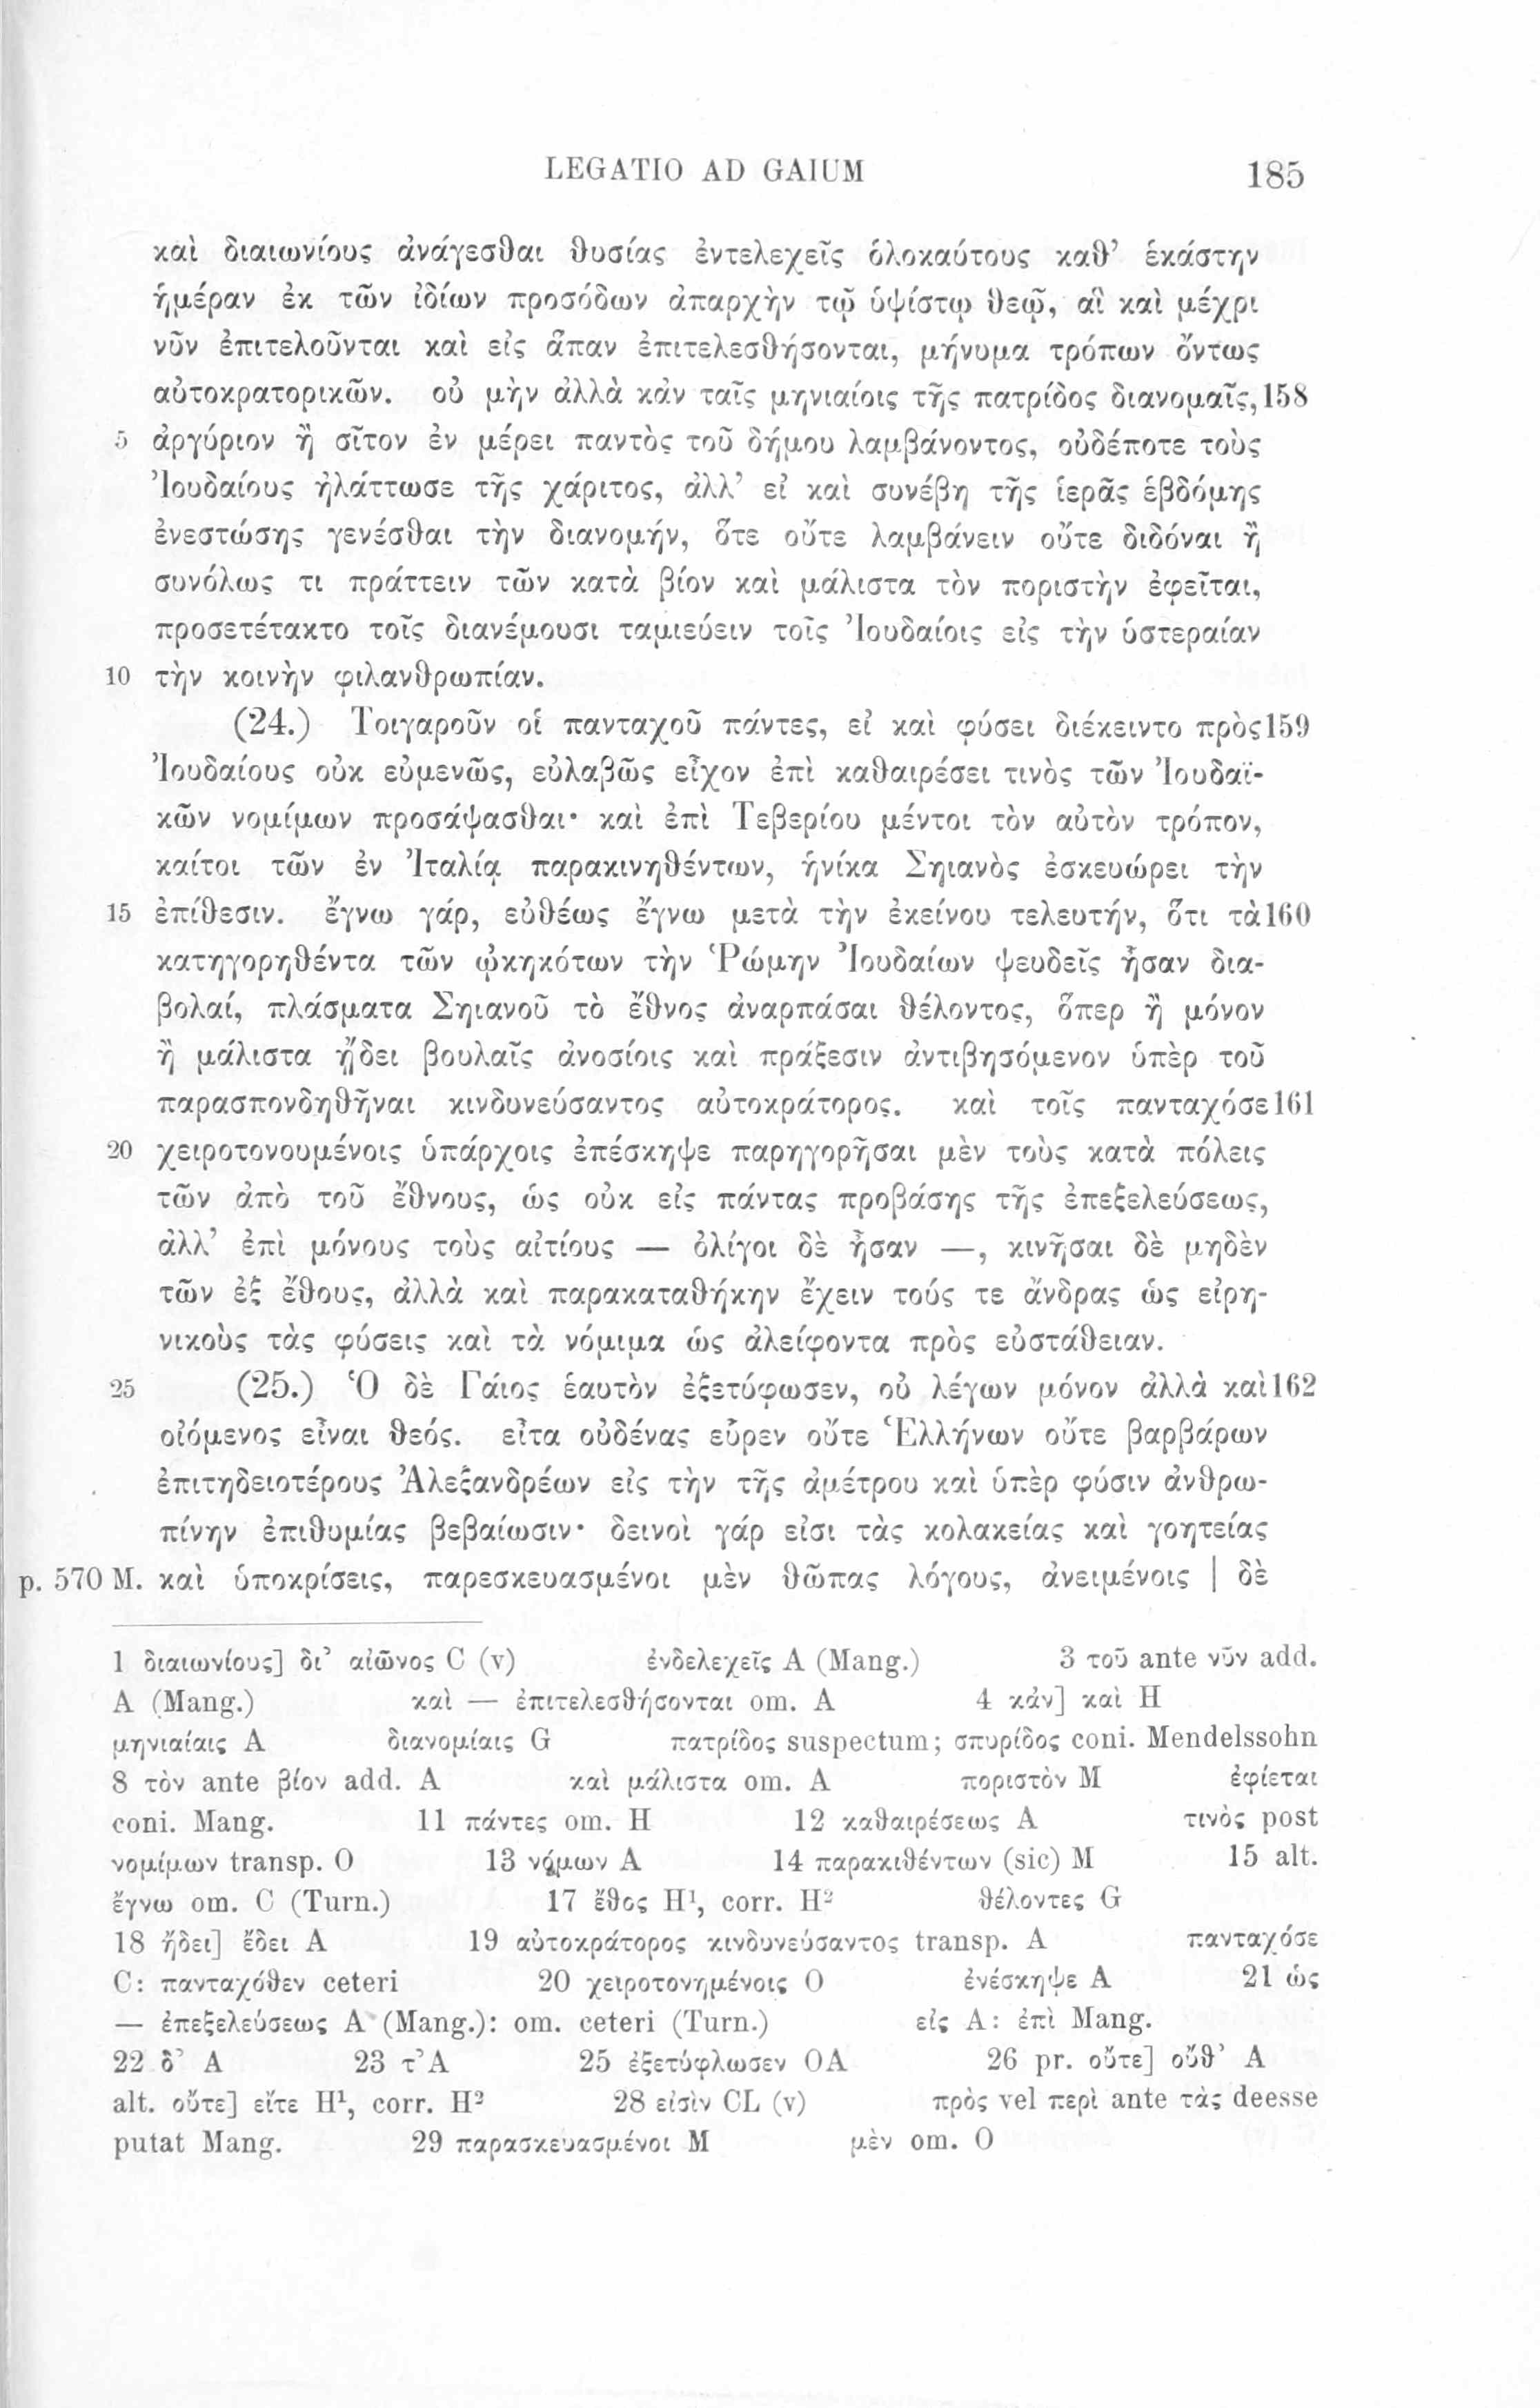 LEGATIO AD GAIUM 185
καὶ διαιωνίους ἀνάγεσθαι θυσίας ἐντελεχεῖς ὁλοκαύτους καθ’ ἑκάστην
ἡμέραν ἐκ τῶν ἰδίων προσόδων ἀπαρχὴν τῷ ὑψίστῳ θεῷ, αἳ καὶ μέχρι
νῦν ἐπιτελοῦνται καὶ εἰς ἅπαν ἐπιτελεσθήσονται, μήνυμα τρόπων ὄντως
αὐτοκρατορικῶν. οὐ μὴν ἀλλὰ κἀν ταῖς μηνιαίοις τῆς πατρίδος διανομαῖς, 158
5 ἀργύριον ἢ σῖτον ἐν μέρει παντὸς τοῦ δήμου λαμβάνοντος, οὐδέποτε τοὺς
Ἰουδαίους ἠλάττωσε τῆς χάριτος, ἀλλ’ εἰ καὶ συνέβη τῆς ἱερᾶς ἑβδόμης
ἐνεστώσης γενέσθαι τὴν διανομήν, ὅτε οὔτε λαμβάνειν οὔτε διδόναι ἢ
συνόλως τι πράττειν τῶν κατὰ βίον καὶ μάλιστα τὸν ποριστὴν ἐφεῖται,
προσετέτακτο τοῖς διανέμουσι ταμιεύειν τοῖς Ἰουδαίοις εἰς τὴν ὑστεραίαν
10 τὴν κοινὴν φιλανθρωπίαν.
(24.) Τοιγαροῦν οἱ πανταχοῦ πάντες, εἰ καὶ φύσει διέκειντο πρὸς 159
Ἰουδαίους οὐκ εὐμενῶς, εὐλαβῶς εἶχον ἐπὶ καθαιρέσει τινὸς τῶν Ἰουδαϊ-
κῶν νομίμων προσάψασθαι· καὶ ἐπὶ Τεβερίου μέντοι τὸν αὐτὸν τρόπον,
καίτοι τῶν ἐν Ἰταλίᾳ παρακινηθέντων, ἡνίκα Σηιανὸς ἐσκευώρει τὴν
15 ἐπίθεσιν. ἔγνω γάρ, εὐθέως ἔγνω μετὰ τὴν ἐκείνου τελευτήν, ὅτι τὰ 160
κατηγορηθέντα τῶν ᾠκηκότων τὴν Ῥώμην Ἰουδαίων ψευδεῖς ἦσαν δια-
βολαί, πλάσματα Σηιανοῦ τὸ ἔθνος ἀναρπάσαι θέλοντος, ὅπερ ἢ μόνον
ἢ μάλιστα ᾔδει βουλαῖς ἀνοσίοις καὶ πράξεσιν ἀντιβησόμενον ὑπὲρ τοῦ
παρασπονδηθῆναι κινδυνεύσαντος αὐτοκράτορος. καὶ τοῖς πανταχόσε 161
20 χειροτονουμένοις ὑπάρχοις ἐπέσκηψε παρηγορῆσαι μὲν τοὺς κατὰ πόλεις
τῶν ἀπὸ τοῦ ἔθνους, ὡς οὐκ εἰς πάντας προβάσης τῆς ἐπεξελεύσεως,
ἀλλ’ ἐπὶ μόνους τοὺς αἰτίους — ὀλίγοι δὲ ἦσαν —, κινῆσαι δὲ μηδὲν
τῶν ἐξ ἔθους, ἀλλὰ καὶ παρακαταθήκην ἔχειν τούς τε ἄνδρας ὡς εἰρη-
νικοὺς τὰς φύσεις καὶ τὰ νόμιμα ὡς ἀλείφοντα πρὸς εὐστάθειαν.
25 (25.) Ὁ δὲ Γάιος ἑαυτὸν ἐξετύφωσεν, οὐ λέγων μόνον ἀλλὰ καὶ 162
οἰόμενος εἶναι θεός. εἶτα οὐδένας εὗρεν οὔτε Ἑλλήνων οὔτε βαρβάρων
ἐπιτηδειοτέρους Ἀλεξανδρέων εἰς τὴν τῆς ἀμέτρου καὶ ὑπὲρ φύσιν ἀνθρω-
πίνην ἐπιθυμίας βεβαίωσιν· δεινοὶ γάρ εἰσι τὰς κολακείας καὶ γοητείας
p. 570 M. καὶ ὑποκρίσεις, παρεσκευασμένοι μὲν θῶπας λόγους, ἀνειμένοις | δὲ
1 διαιωνίους] δι’ αἰῶνος C (v) ἐνδελεχεῖς A (Mang.) 3 τοῦ ante νῦν add.
A (Mang.) καὶ — ἐπιτελεσθήσονται om. A 4 κἀν] καὶ H
μηνιαίαις A διανομίαις G πατρίδος suspectum; σπυρίδος coni. Mendelssohn
8 τὸν ante βίον add. A καὶ μάλιστα om. A ποριστὸν M ἐφίεται
coni. Mang. 11 πάντες om. H 12 καθαιρέσεως A τινὸς post
νομίμων transp. O 13 νόμων A 14 παρακιθέντων (sic) M 15 alt.
ἔγνω om. C (Turn.) 17 ἔθος H¹, corr. H² θέλοντες G
18 ᾔδει] ἔδει A 19 αὐτοκράτορος κινδυνεύσαντος transp. A πανταχόσε
C: πανταχόθεν ceteri 20 χειροτονημένοις O ἐνέσκηψε A 21 ὡς
— ἐπεξελεύσεως A (Mang.): om. ceteri (Turn.) εἰς A: ἐπὶ Mang.
22 δ’ A 23 τ’ A 25 ἐξετύφλωσεν OA 26 pr. οὔτε] οὔθ’ A
alt. οὔτε] εἴτε H¹, corr. H² 28 εἰσὶν CL (v) πρὸς vel περὶ ante τὰς deesse
putat Mang. 29 παρασκευασμένοι M μὲν om. O